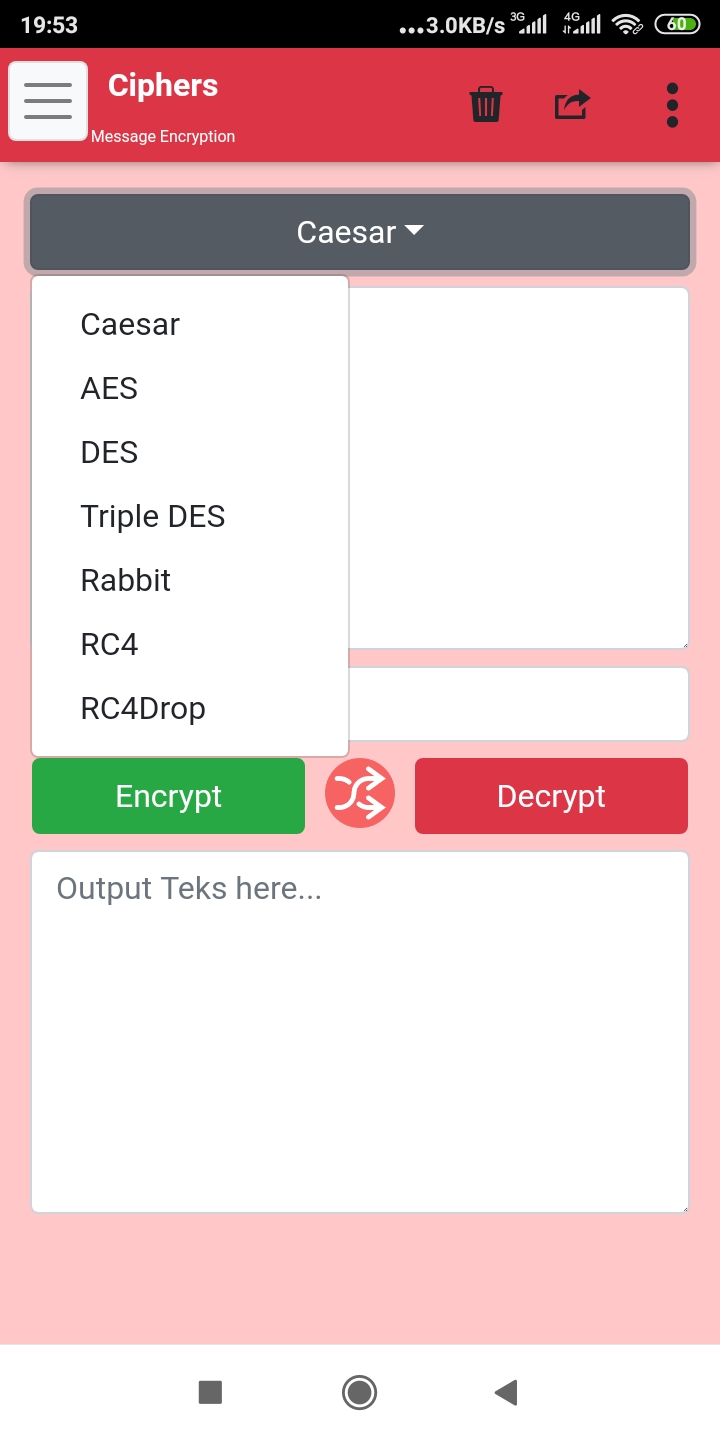 19:53
...3.0KB/s 3G 4G 60
Ciphers
Message Encryption
Caesar
Caesar
AES
DES
Triple DES
Rabbit
RC4
RC4Drop
Encrypt
Decrypt
Output Teks here...